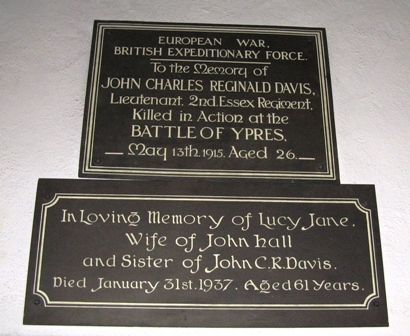 EUROPEAN WAR,
BRITISH EXPEDITIONARY FORCE.
To the Memory of
JOHN CHARLES REGINALD DAVIS,
Lieutenant, 2nd. Essex Regiment,
Killed in Action at the
BATTLE OF YPRES,
May 13th. 1915. Aged 26.
In Loving Memory of Lucy Jane,
Wife of John Hall
and Sister of John C.R. Davis.
Died January 31st. 1937. Aged 61 Years.